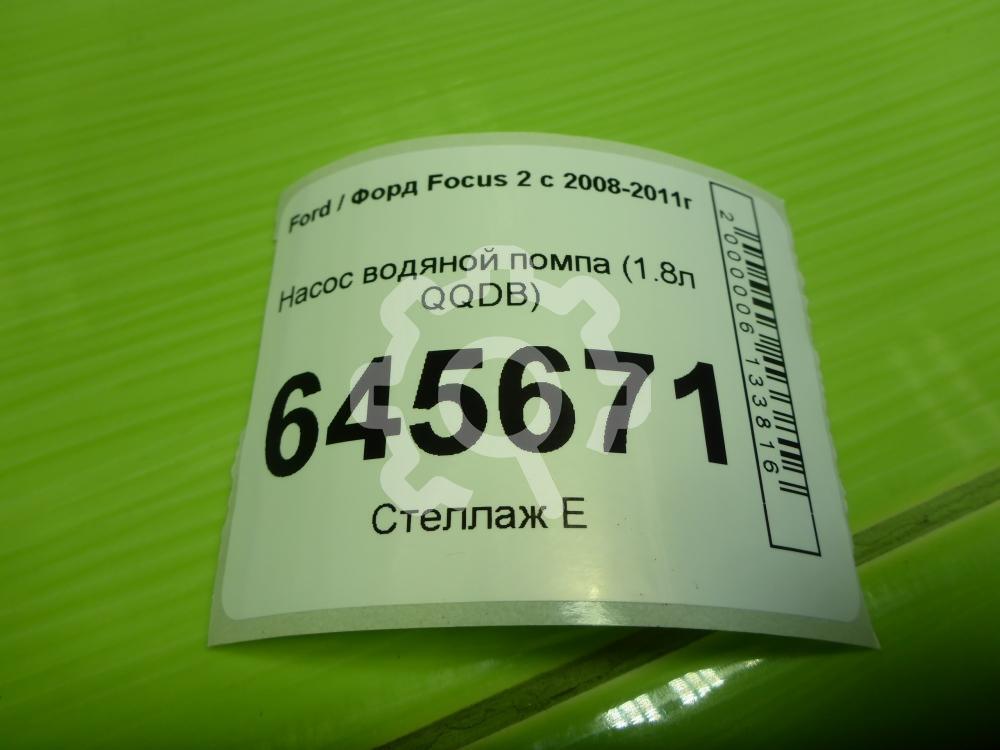 Ford / Форд Focus 2 с 2008-2011г
Насос водяной помпа (1.8л
QQDB)
645671
Стеллаж Е
2000006133816